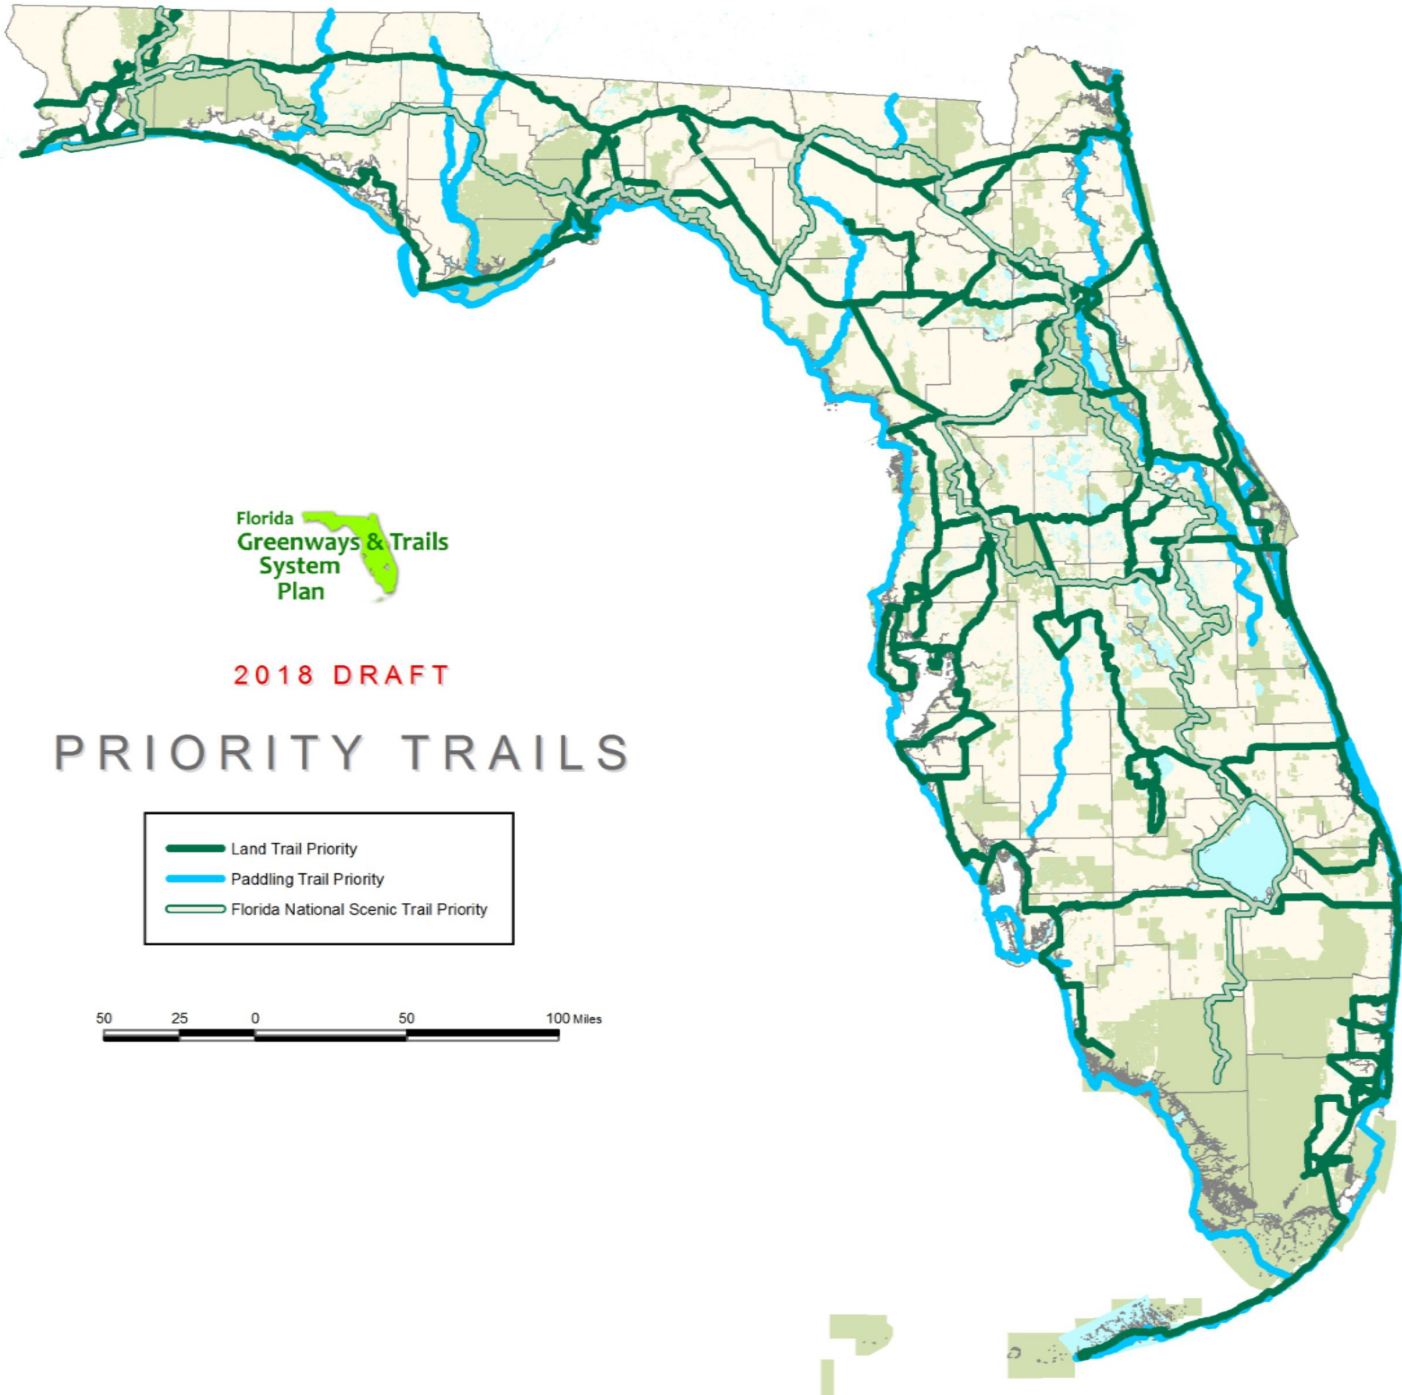 Florida
Greenways & Trails
System
Plan
2018 DRAFT
PRIORITY TRAILS
Land Trail Priority
Paddling Trail Priority
Florida National Scenic Trail Priority
50 25 0 50 100 Miles